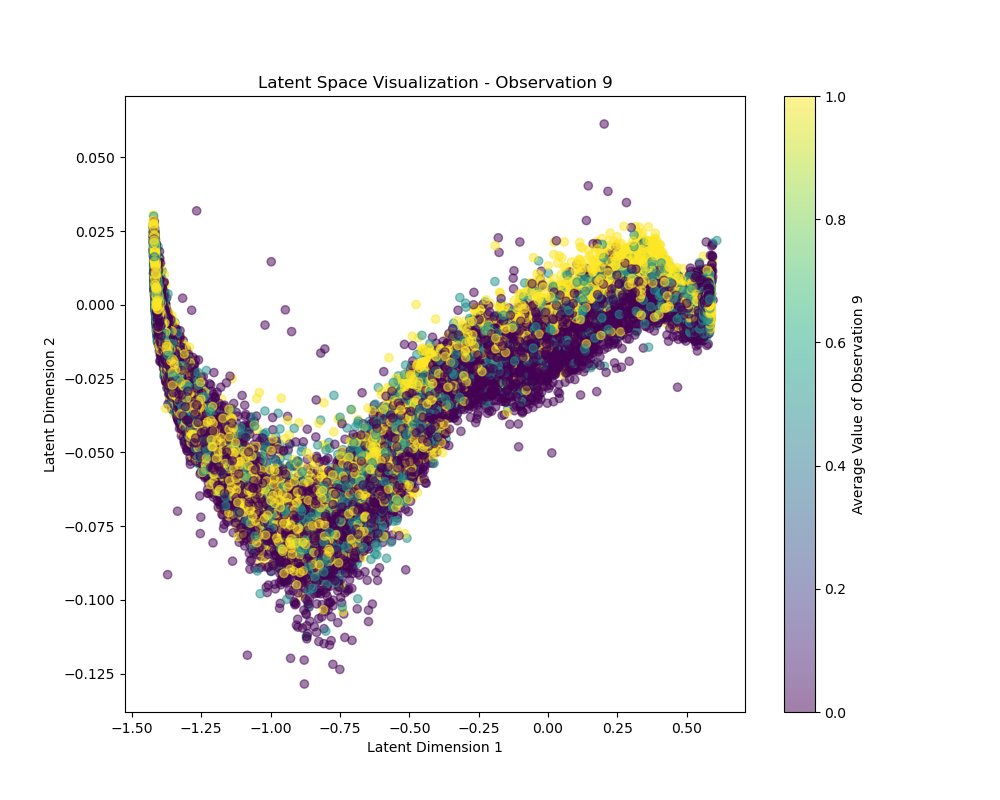 Latent Space Visualization - Observation 9
Latent Dimension 2
0.050
0.025
0.000
−0.025
−0.050
−0.075
−0.100
−0.125
−1.50 −1.25 −1.00 −0.75 −0.50 −0.25 0.00 0.25 0.50
Latent Dimension 1
1.0
0.8
0.6
0.4
0.2
0.0
Average Value of Observation 9